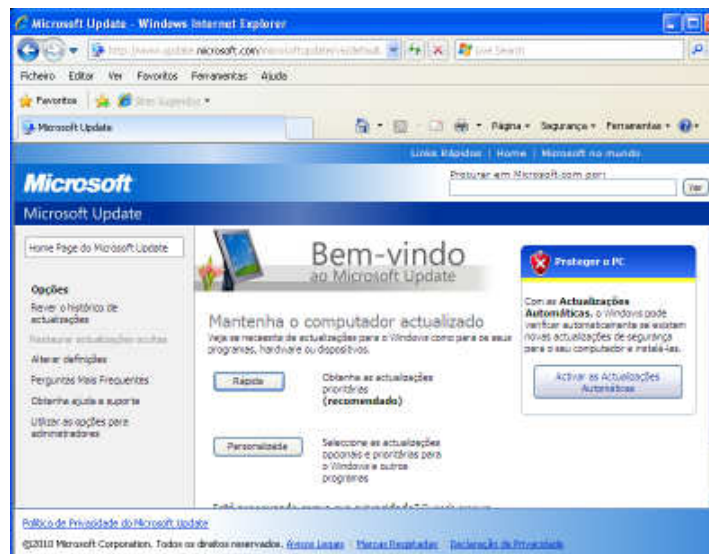 Microsoft Update - Windows Internet Explorer
microsoft.com
Live Search
Ficheiro Editar Ver Favoritos Ferramentas Ajuda
Favoritos
Microsoft Update
Página Segurança Ferramentas
Links Rápidos | Home | Microsoft no mundo
Microsoft
Procurar em Microsoft.com por:
Ver
Microsoft Update
Home Page do Microsoft Update
Bem-vindo
ao Microsoft Update
Opções
Rever o histórico de
actualizações
Restaurar actualizações ocultas
Alterar definições
Perguntas Mais Frequentes
Obtenha ajuda e suporte
Utilizar as opções para
administradores
Mantenha o computador actualizado
Veja se necessita de actualizações para o Windows como para os seus
programas, hardware ou dispositivos.
Rápida
Obtenha as actualizações
prioritárias
(recomendado)
Personalizada
Seleccione as actualizações
opcionais e prioritárias para
o Windows e outros
programas
Proteger o PC
Com as Actualizações
Automáticas, o Windows pode
verificar automaticamente se existem
novas actualizações de segurança
para o seu computador e instalá-las.
Activar as Actualizações
Automáticas
Política de Privacidade do Microsoft Update
©2010 Microsoft Corporation. Todos os direitos reservados. Avisos Legais | Marcas Registadas | Declaração de Privacidade